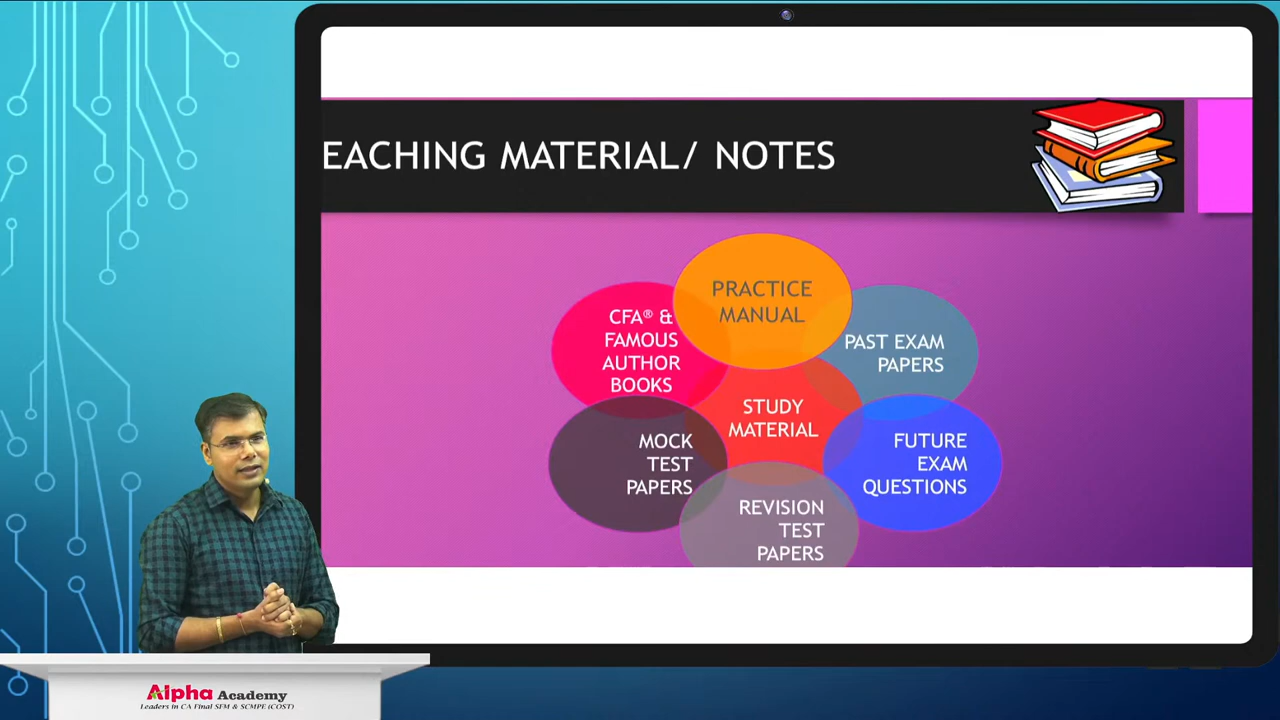 EACHING MATERIAL/ NOTES
PRACTICE
MANUAL
CFA® &
FAMOUS
AUTHOR
BOOKS
PAST EXAM
PAPERS
STUDY
MATERIAL
MOCK
TEST
PAPERS
FUTURE
EXAM
QUESTIONS
REVISION
TEST
PAPERS
Alpha Academy
Leaders in CA Final SFM & SCMPE (COST)